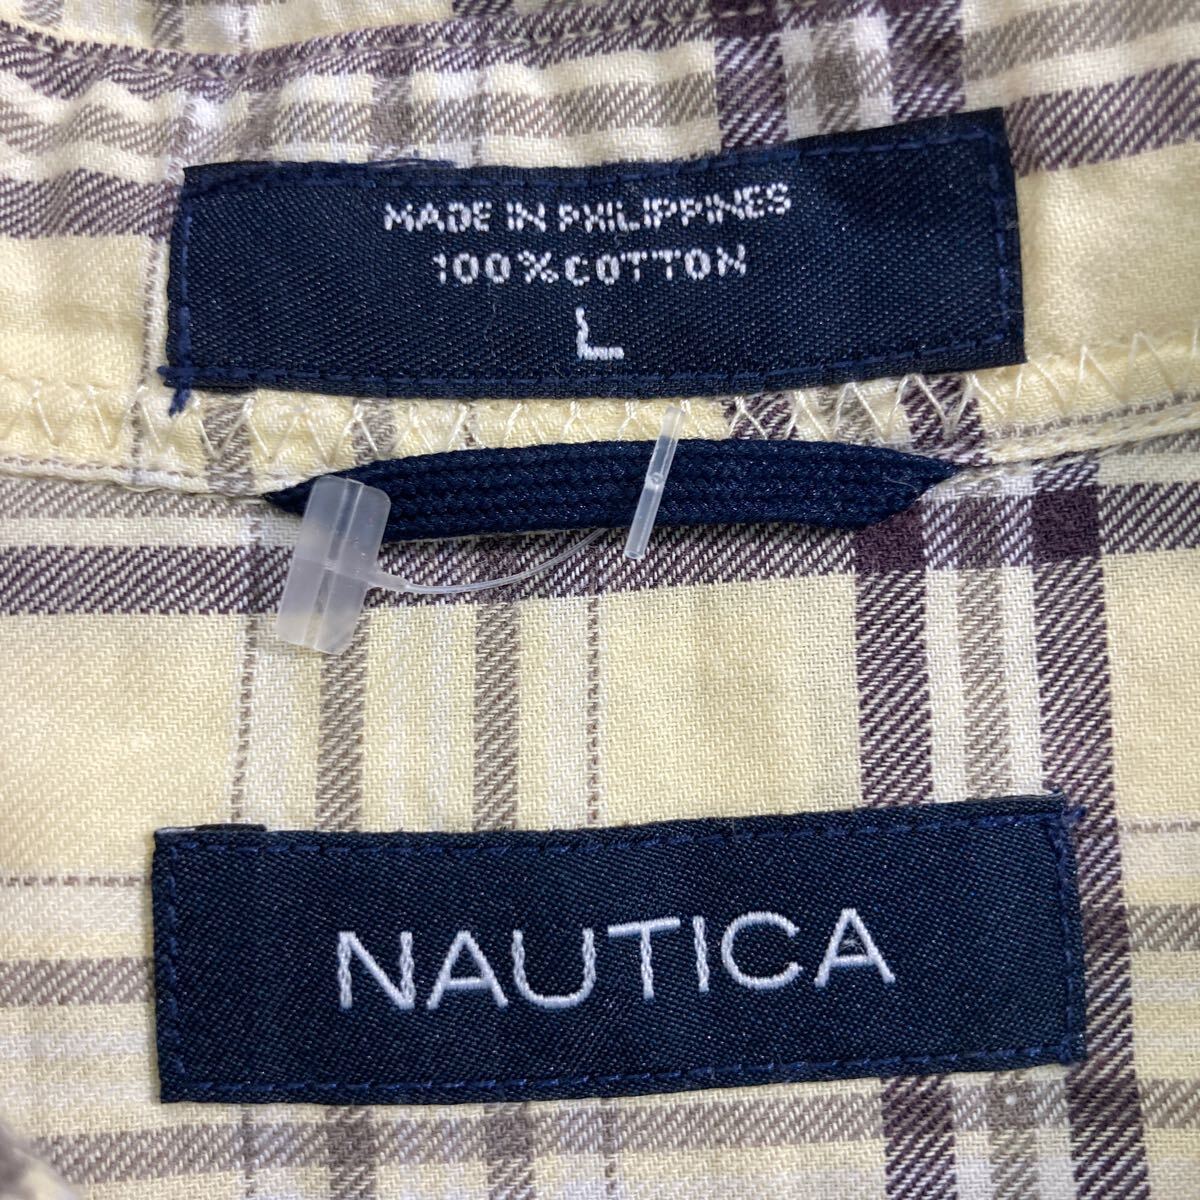 MADE IN PHILIPPINES
100% COTTON
L
NAUTICA